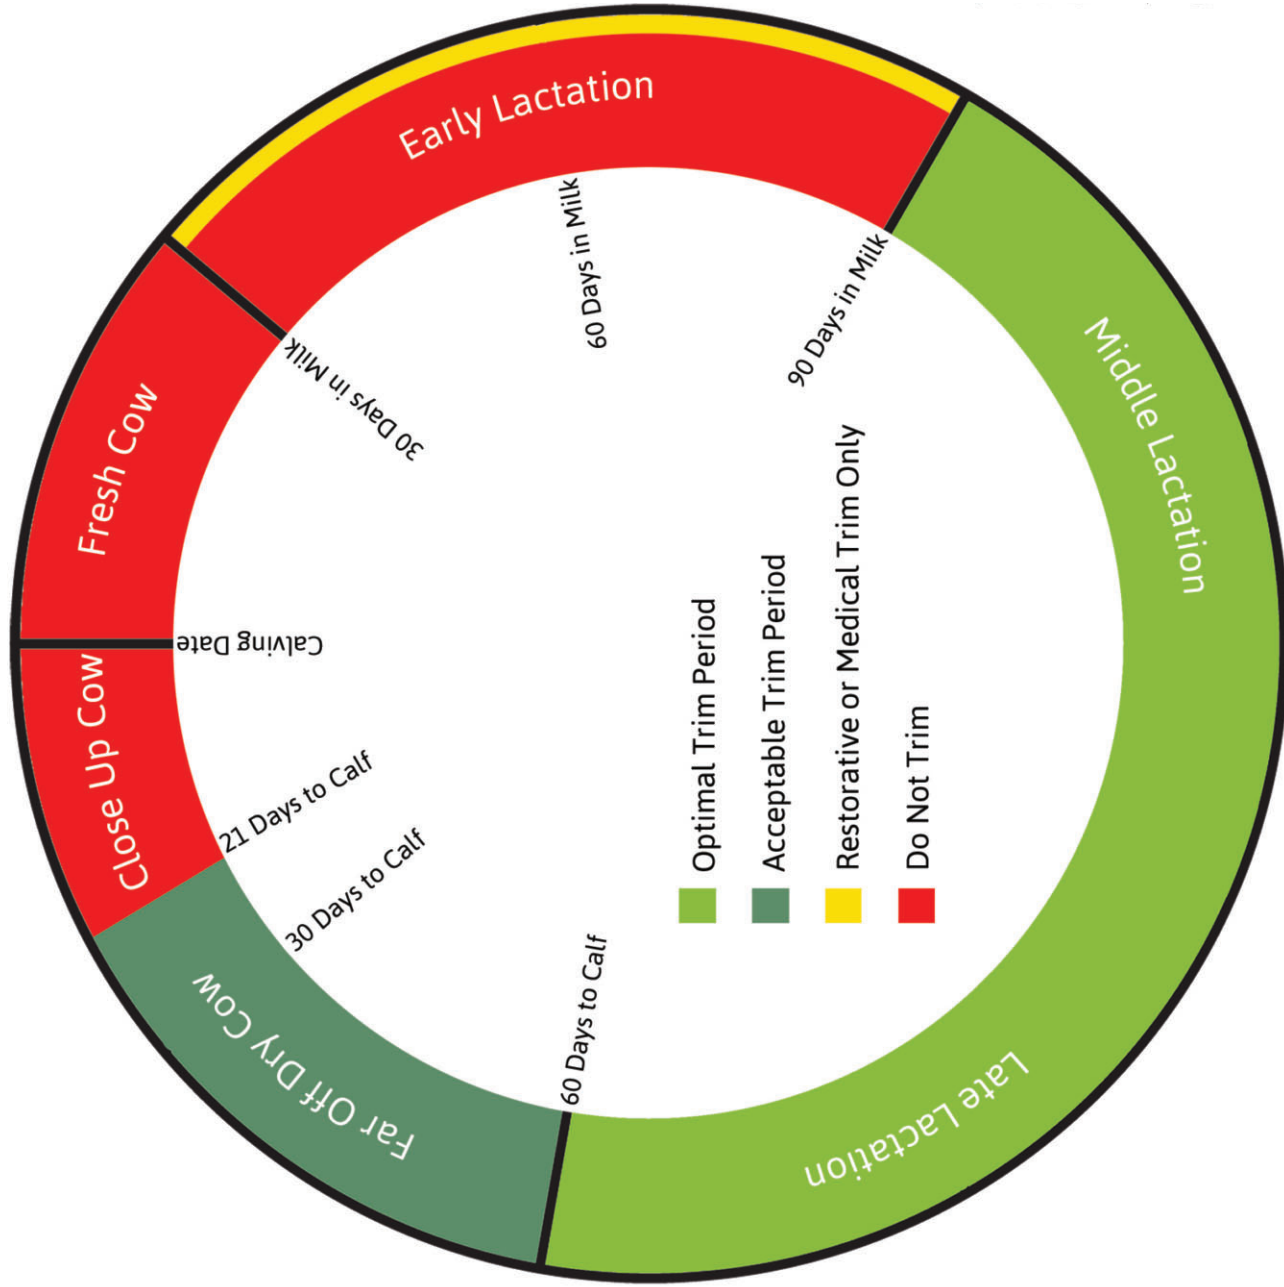 Calving Date
Fresh Cow
30 Days in Milk
Early Lactation
60 Days in Milk
90 Days in Milk
Middle Lactation
Late Lactation
60 Days to Calf
Far Off Dry Cow
30 Days to Calf
21 Days to Calf
Close Up Cow
Optimal Trim Period
Acceptable Trim Period
Restorative or Medical Trim Only
Do Not Trim